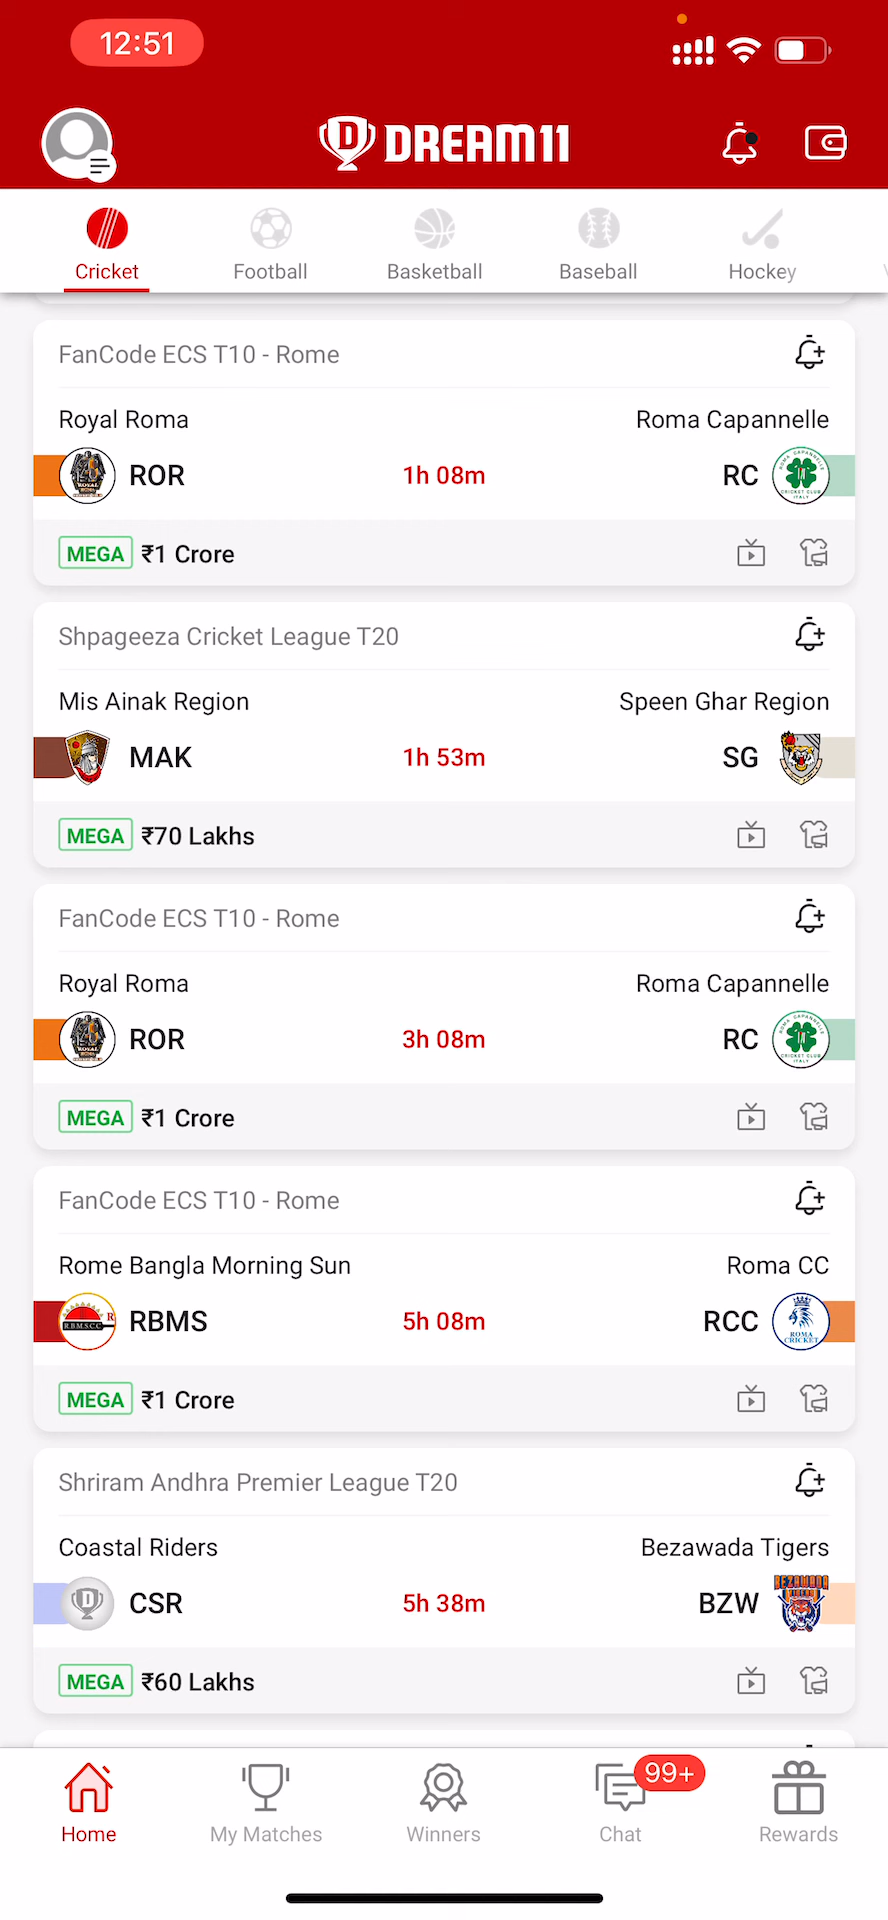 12:51
DREAM11
Cricket
Football
Basketball
Baseball
Hockey
FanCode ECS T10 - Rome
Royal Roma
Roma Capannelle
ROR
1h 08m
RC
MEGA ₹1 Crore
Shpageeza Cricket League T20
Mis Ainak Region
Speen Ghar Region
MAK
1h 53m
SG
MEGA ₹70 Lakhs
FanCode ECS T10 - Rome
Royal Roma
Roma Capannelle
ROR
3h 08m
RC
MEGA ₹1 Crore
FanCode ECS T10 - Rome
Rome Bangla Morning Sun
Roma CC
RBMS
5h 08m
RCC
ROMA
CRICKET
MEGA ₹1 Crore
Shriram Andhra Premier League T20
Coastal Riders
Bezawada Tigers
CSR
5h 38m
BZW
BEZAWADA
MEGA ₹60 Lakhs
99+
Home
My Matches
Winners
Chat
Rewards